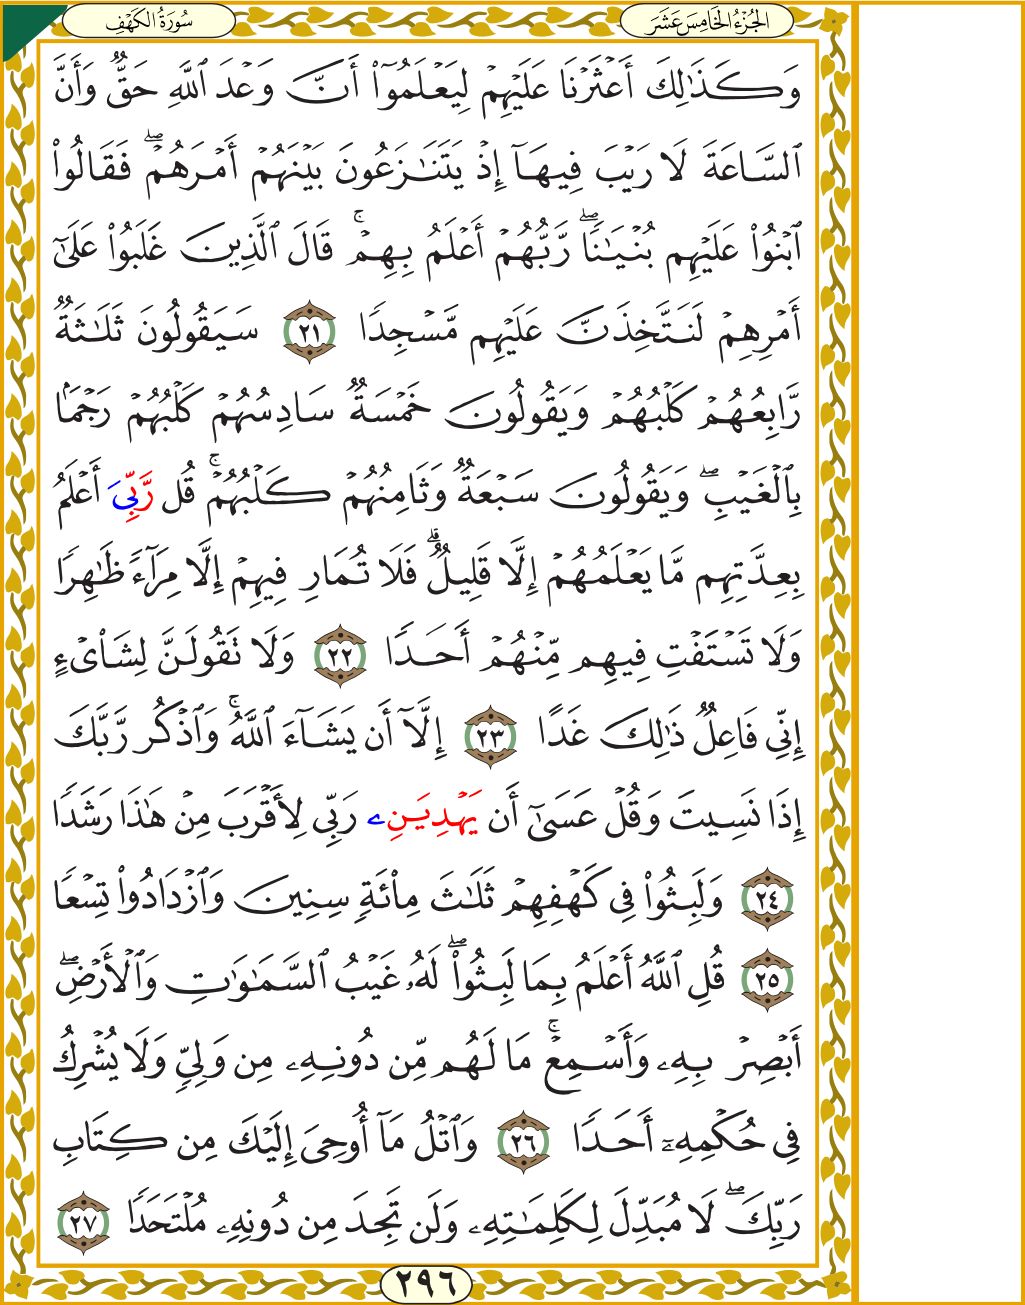 سُورَةُ الكَهْفِ
الجُزْءُ الخَامِسَ عَشَرَ
وَكَذَٰلِكَ أَعْثَرْنَا عَلَيْهِمْ لِيَعْلَمُوٓا۟ أَنَّ وَعْدَ ٱللَّهِ حَقٌّ وَأَنَّ
ٱلسَّاعَةَ لَا رَيْبَ فِيهَآ إِذْ يَتَنَٰزَعُونَ بَيْنَهُمْ أَمْرَهُمْ ۖ فَقَالُوا۟
ٱبْنُوا۟ عَلَيْهِم بُنْيَٰنًا ۖ رَّبُّهُمْ أَعْلَمُ بِهِمْ ۚ قَالَ ٱلَّذِينَ غَلَبُوا۟ عَلَىٰٓ
أَمْرِهِمْ لَنَتَّخِذَنَّ عَلَيْهِم مَّسْجِدًا ٢١ سَيَقُولُونَ ثَلَٰثَةٌ
رَّابِعُهُمْ كَلْبُهُمْ وَيَقُولُونَ خَمْسَةٌ سَادِسُهُمْ كَلْبُهُمْ رَجْمًۢا
بِٱلْغَيْبِ ۖ وَيَقُولُونَ سَبْعَةٌ وَثَامِنُهُمْ كَلْبُهُمْ ۚ قُل رَّبِّىَ أَعْلَمُ
بِعِدَّتِهِم مَّا يَعْلَمُهُمْ إِلَّا قَلِيلٌ ۗ فَلَا تُمَارِ فِيهِمْ إِلَّا مِرَآءً ظَٰهِرًا
وَلَا تَسْتَفْتِ فِيهِم مِّنْهُمْ أَحَدًا ٢٢ وَلَا تَقُولَنَّ لِشَا۟ىْءٍ
إِنِّى فَاعِلٌ ذَٰلِكَ غَدًا ٢٣ إِلَّآ أَن يَشَآءَ ٱللَّهُ ۚ وَٱذْكُر رَّبَّكَ
إِذَا نَسِيتَ وَقُلْ عَسَىٰٓ أَن يَهْدِيَنِۦ رَبِّى لِأَقْرَبَ مِنْ هَٰذَا رَشَدًا
٢٤ وَلَبِثُوا۟ فِى كَهْفِهِمْ ثَلَٰثَ مِا۟ئَةٍ سِنِينَ وَٱزْدَادُوا۟ تِسْعًا
٢٥ قُلِ ٱللَّهُ أَعْلَمُ بِمَا لَبِثُوا۟ ۖ لَهُۥ غَيْبُ ٱلسَّمَٰوَٰتِ وَٱلْأَرْضِ ۖ
أَبْصِرْ بِهِۦ وَأَسْمِعْ ۚ مَا لَهُم مِّن دُونِهِۦ مِن وَلِىٍّ وَلَا يُشْرِكُ
فِى حُكْمِهِۦٓ أَحَدًا ٢٦ وَٱتْلُ مَآ أُوحِىَ إِلَيْكَ مِن كِتَابِ
رَبِّكَ ۖ لَا مُبَدِّلَ لِكَلِمَٰتِهِۦ وَلَن تَجِدَ مِن دُونِهِۦ مُلْتَحَدًا ٢٧
٢٩٦